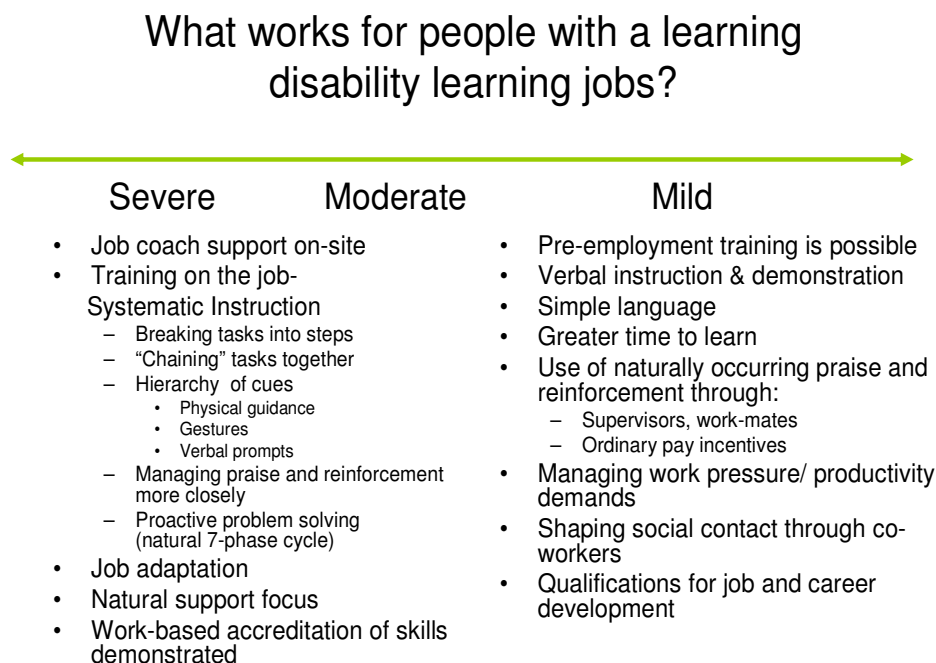 What works for people with a learning
disability learning jobs?
Severe
Moderate
Mild
• Job coach support on-site
• Training on the job-
Systematic Instruction
– Breaking tasks into steps
– “Chaining” tasks together
– Hierarchy of cues
• Physical guidance
• Gestures
• Verbal prompts
– Managing praise and reinforcement
more closely
– Proactive problem solving
(natural 7-phase cycle)
• Job adaptation
• Natural support focus
• Work-based accreditation of skills
demonstrated
• Pre-employment training is possible
• Verbal instruction & demonstration
• Simple language
• Greater time to learn
• Use of naturally occurring praise and
reinforcement through:
– Supervisors, work-mates
– Ordinary pay incentives
• Managing work pressure/ productivity
demands
• Shaping social contact through co-
workers
• Qualifications for job and career
development